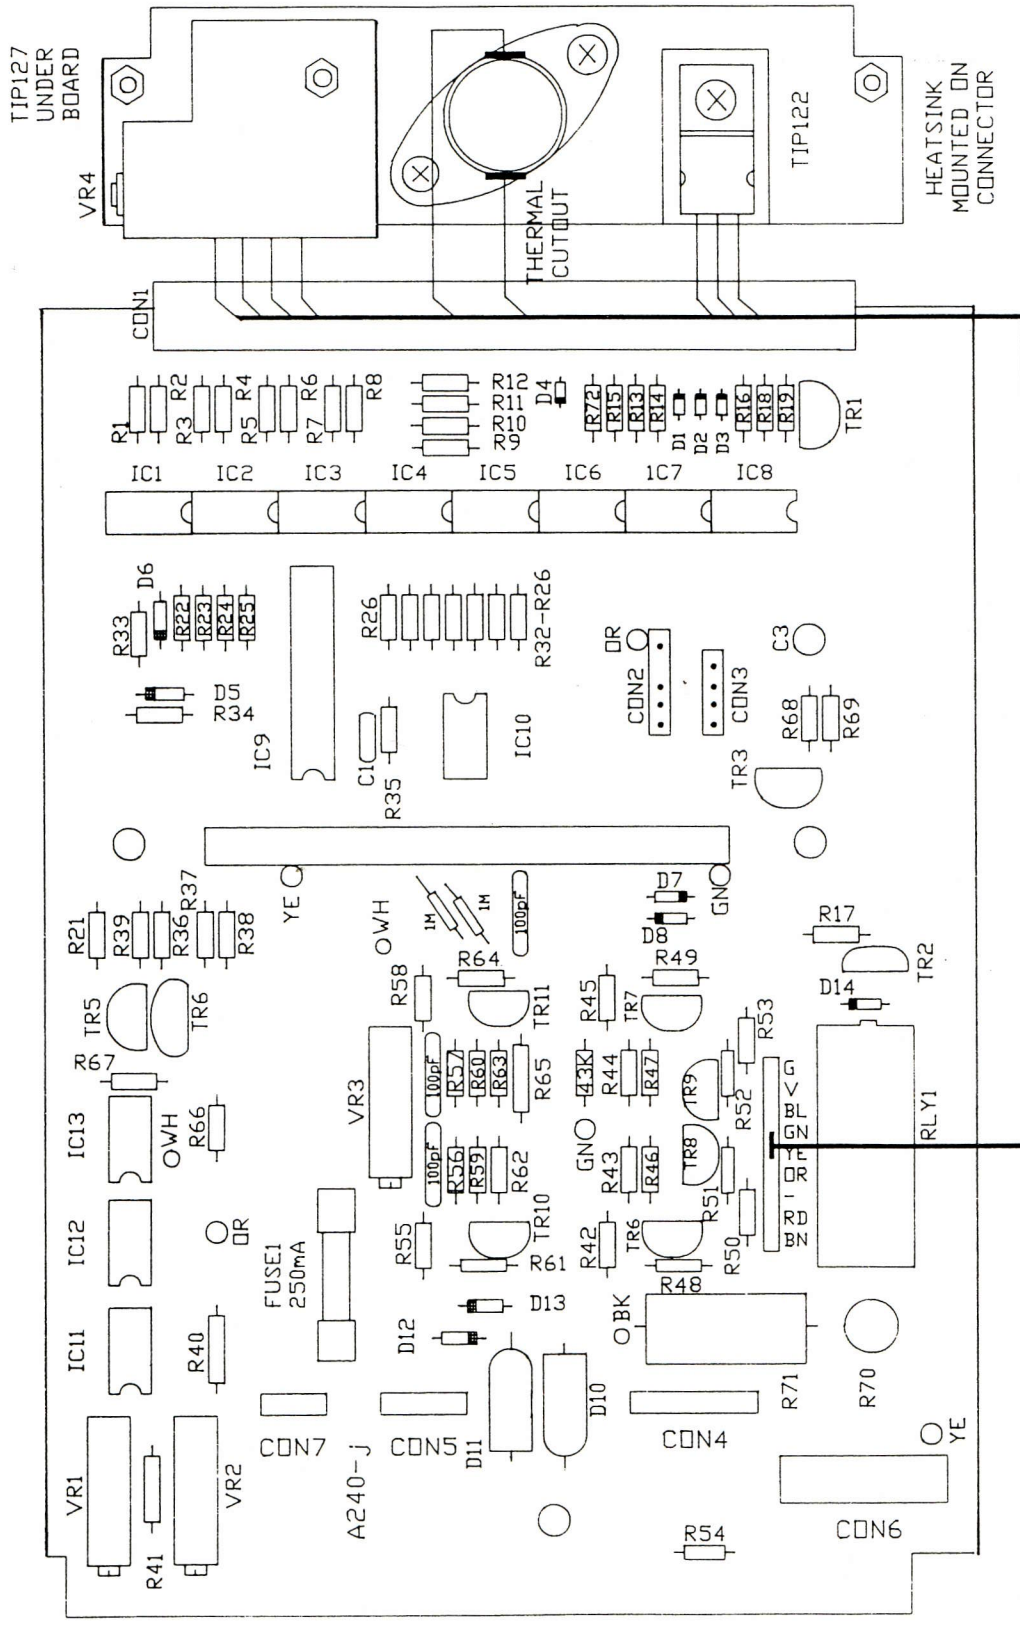 TIP127
UNDER
BOARD
VR4
THERMAL
CUTOUT
TIP122
HEATSINK
MOUNTED ON
CONNECTOR
CON1
R1
R2
R3
R4
R5
R6
R7
R8
R12
R11
R10
R9
D4
R72
R15
R13
R14
D1
D2
D3
R16
R18
R19
TR1
IC1
IC2
IC3
IC4
IC5
IC6
IC7
IC8
R33
D6
R22
R23
R24
R25
D5
R34
IC9
R26
R32-R26
C1
R35
IC10
OR
CON2
CON3
C3
R68
R69
TR3
YE
WH
1M
1M
100pF
D7
D8
GN
R21
R39
R36
R37
R38
R17
TR2
D14
TR5
TR6
R67
R58
R64
TR11
R45
R49
TR7
R53
IC13
WH
R66
VR3
100pF
R57
R60
R63
R65
43K
R44
R47
TR9
R52
G
V
BL
GN
YE
OR
-
RD
BN
RLY1
GN
100pF
R56
R59
R62
R43
R46
TR8
R51
IC12
OR
FUSE1
250mA
R55
TR10
R61
R42
TR6
R48
R50
IC11
R40
D12
D13
BK
R71
R70
VR1
R41
VR2
CON7
A240-j
CON5
D11
D10
CON4
YE
CON6
R54